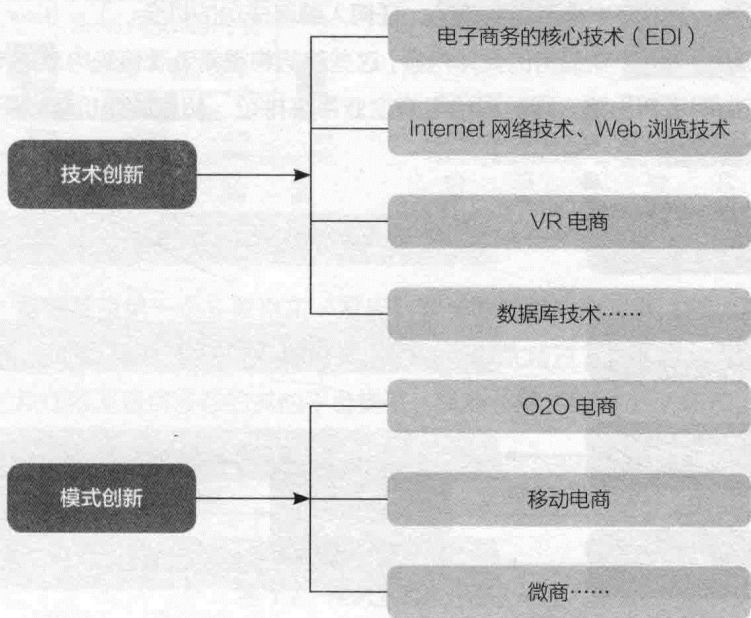 技术创新
电子商务的核心技术（EDI）
Internet 网络技术、Web 浏览技术
VR 电商
数据库技术……
模式创新
O2O 电商
移动电商
微商……